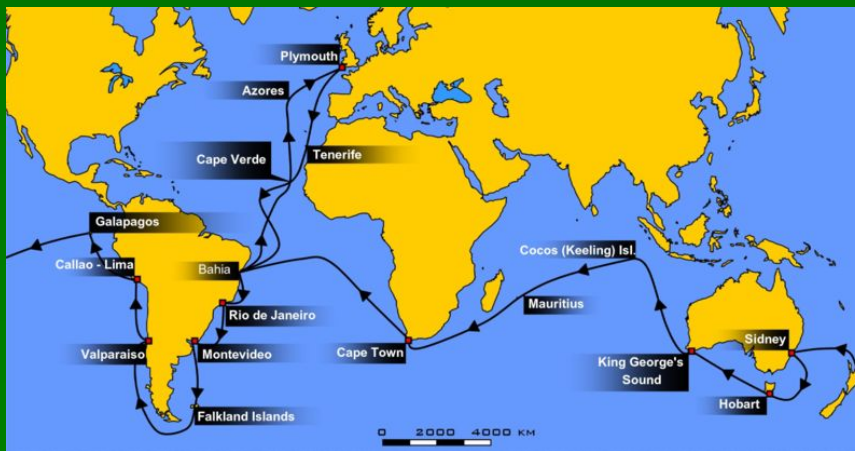 Plymouth
Azores
Cape Verde
Tenerife
Galapagos
Callao - Lima
Bahia
Cocos (Keeling) Isl.
Mauritius
Rio de Janeiro
Valparaiso
Montevideo
Cape Town
King George's
Sound
Sidney
Hobart
Falkland Islands
0 2000 4000 KM